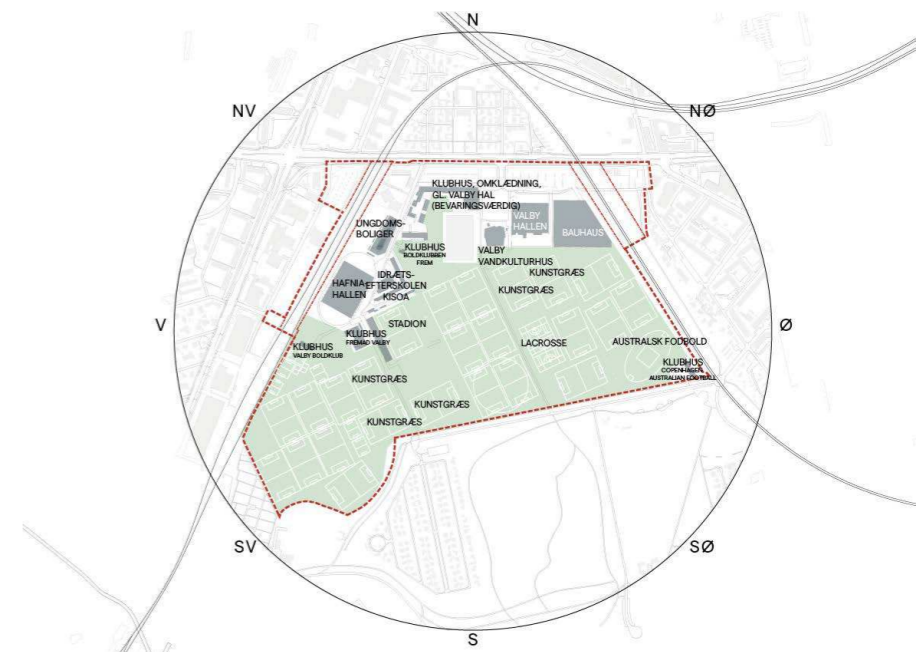 N
NV
NØ
KLUBHUS, OMKLÆDNING,
GL. VALBY HAL
(BEVARINGSVÆRDIG)
UNGDOMS-
BOLIGER
VALBY
HALLEN
BAUHAUS
KLUBHUS
BOLDKLUBBEN
FREM
VALBY
VANDKULTURHUS
KUNSTGRÆS
KUNSTGRÆS
IDRÆTS-
EFTERSKOLEN
KISOA
HAFNIA-
HALLEN
V
Ø
STADION
KLUBHUS
FREMAD VALBY
KLUBHUS
VALBY BOLDKLUB
LACROSSE
AUSTRALSK FODBOLD
KLUBHUS
COPENHAGEN
AUSTRALIAN FOOTBALL
KUNSTGRÆS
KUNSTGRÆS
KUNSTGRÆS
SV
SØ
S